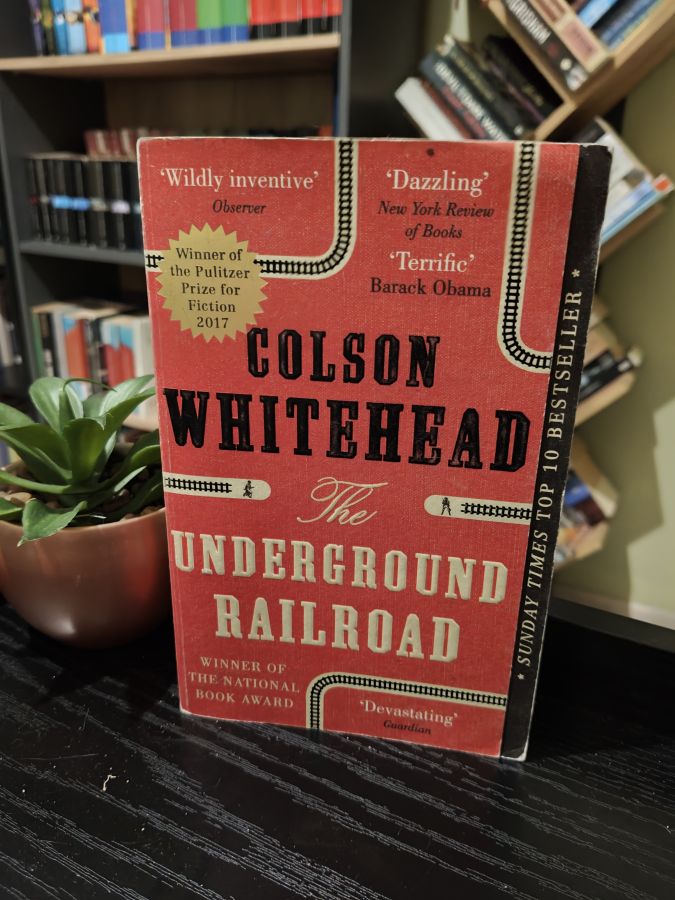 ‘Wildly inventive’
Observer
‘Dazzling’
New York Review
of Books
‘Terrific’
Barack Obama
Winner of
the Pulitzer
Prize for
Fiction
2017
COLSON
WHITEHEAD
The
UNDERGROUND
RAILROAD
WINNER OF
THE NATIONAL
BOOK AWARD
‘Devastating’
Guardian
* SUNDAY TIMES TOP 10 BESTSELLER *